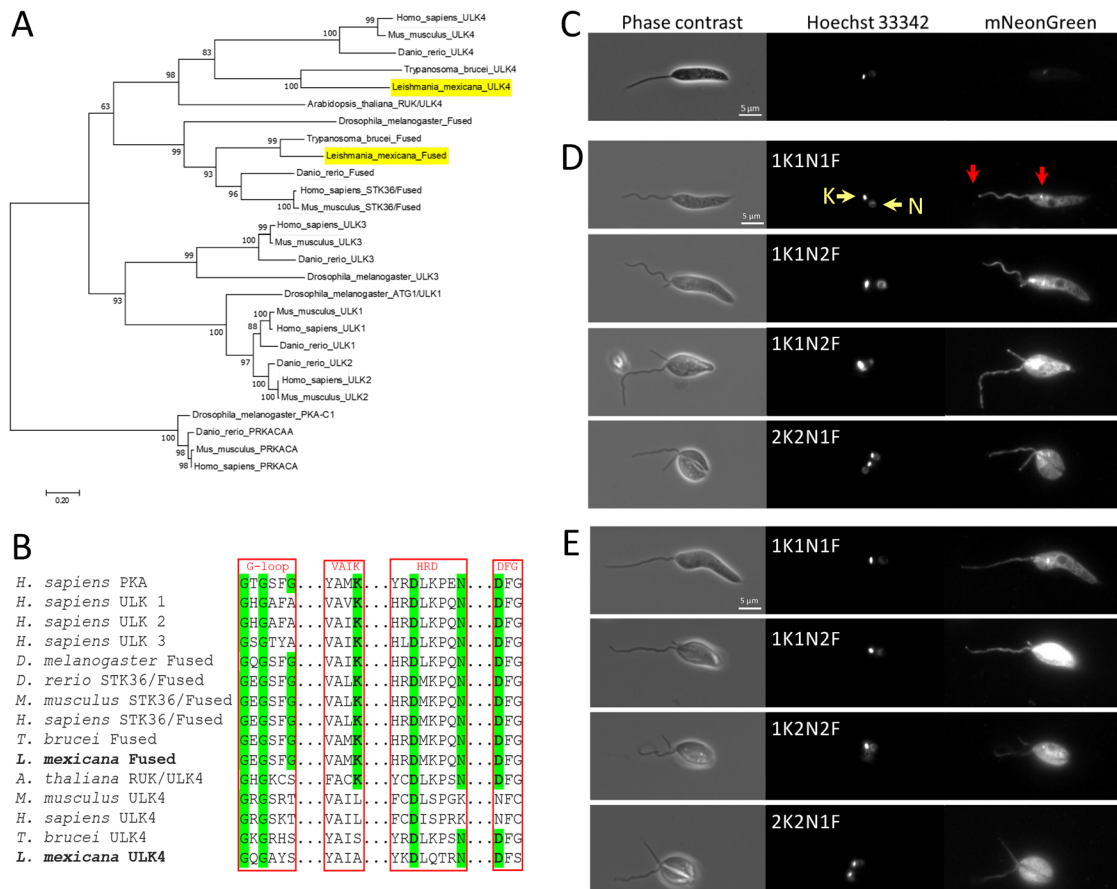 A
Homo_sapiens_ULK4
99
Mus_musculus_ULK4
100
Danio_rerio_ULK4
83
Trypanosoma_brucei_ULK4
100
Leishmania_mexicana_ULK4
98
Arabidopsis_thaliana_RUK/ULK4
63
Drosophila_melanogaster_Fused
99
Trypanosoma_brucei_Fused
99
Leishmania_mexicana_Fused
93
Danio_rerio_Fused
96
Homo_sapiens_STK36/Fused
100
Mus_musculus_STK36/Fused
Homo_sapiens_ULK3
99
Mus_musculus_ULK3
100
Danio_rerio_ULK3
99
Drosophila_melanogaster_ULK3
93
Drosophila_melanogaster_ATG1/ULK1
100
Mus_musculus_ULK1
100
Homo_sapiens_ULK1
88
Danio_rerio_ULK1
97
Danio_rerio_ULK2
100
Homo_sapiens_ULK2
100
Mus_musculus_ULK2
Drosophila_melanogaster_PKA-C1
100
Danio_rerio_PRKACAA
98
Mus_musculus_PRKACA
98
Homo_sapiens_PRKACA
0.20
B
G-loop VAIK HRD DFG
H. sapiens PKA GTGSFG...YAMK...YRDLKPEN...DFG
H. sapiens ULK 1 GHGAFA...VAVK...HRDLKPQN...DFG
H. sapiens ULK 2 GHGAFA...VAIK...HRDLKPQN...DFG
H. sapiens ULK 3 GSGTYA...VAIK...HLDLKPQN...DFG
D. melanogaster Fused GQGSFG...VAIK...HRDLKPQN...DFG
D. rerio STK36/Fused GEGSFG...VALK...HRDMKPQN...DFG
M. musculus STK36/Fused GEGSFG...VALK...HRDMKPQN...DFG
H. sapiens STK36/Fused GEGSFG...VALK...HRDMKPQN...DFG
T. brucei Fused GEGSFG...VAMK...HRDMKPQN...DFG
L. mexicana Fused GEGSFG...VAMK...HRDMKPQN...DFG
A. thaliana RUK/ULK4 GHGKCS...FACK...YCDLKPSN...DFG
M. musculus ULK4 GRGSRT...VAIL...FCDLSPGK...NFC
H. sapiens ULK4 GRGSKT...VAIL...FCDISPRK...NFC
T. brucei ULK4 GKGRHS...YAIS...YRDLKPSN...DFG
L. mexicana ULK4 GQGAYS...YAIA...YKDLQTRN...DFS
C
Phase contrast Hoechst 33342 mNeonGreen
5 µm
D
1K1N1F
K N
5 µm
1K1N2F
1K1N2F
2K2N1F
E
1K1N1F
5 µm
1K1N2F
1K2N2F
2K2N1F